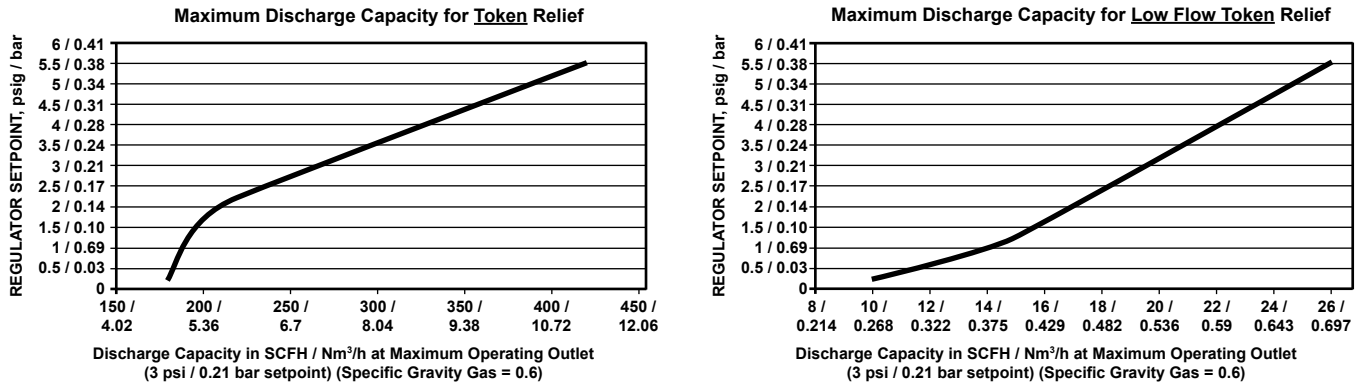 Maximum Discharge Capacity for Token Relief
REGULATOR SETPOINT, psig / bar
6 / 0.41
5.5 / 0.38
5 / 0.34
4.5 / 0.31
4 / 0.28
3.5 / 0.24
3 / 0.21
2.5 / 0.17
2 / 0.14
1.5 / 0.10
1 / 0.69
0.5 / 0.03
0
150 / 200 / 250 / 300 / 350 / 400 / 450 /
4.02 5.36 6.7 8.04 9.38 10.72 12.06
Discharge Capacity in SCFH / Nm³/h at Maximum Operating Outlet
(3 psi / 0.21 bar setpoint) (Specific Gravity Gas = 0.6)
Maximum Discharge Capacity for Low Flow Token Relief
REGULATOR SETPOINT, psig / bar
6 / 0.41
5.5 / 0.38
5 / 0.34
4.5 / 0.31
4 / 0.28
3.5 / 0.24
3 / 0.21
2.5 / 0.17
2 / 0.14
1.5 / 0.10
1 / 0.69
0.5 / 0.03
0
8 / 10 / 12 / 14 / 16 / 18 / 20 / 22 / 24 / 26 /
0.214 0.268 0.322 0.375 0.429 0.482 0.536 0.59 0.643 0.697
Discharge Capacity in SCFH / Nm³/h at Maximum Operating Outlet
(3 psi / 0.21 bar setpoint) (Specific Gravity Gas = 0.6)